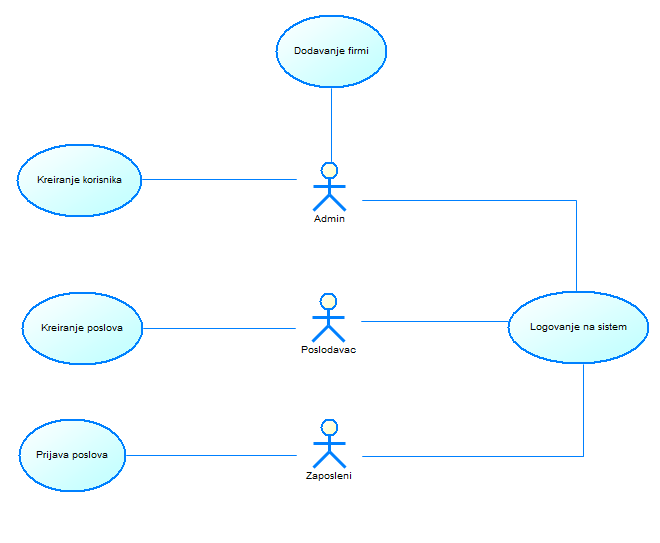 Dodavanje firmi
Kreiranje korisnika
Admin
Kreiranje poslova
Poslodavac
Logovanje na sistem
Prijava poslova
Zaposleni